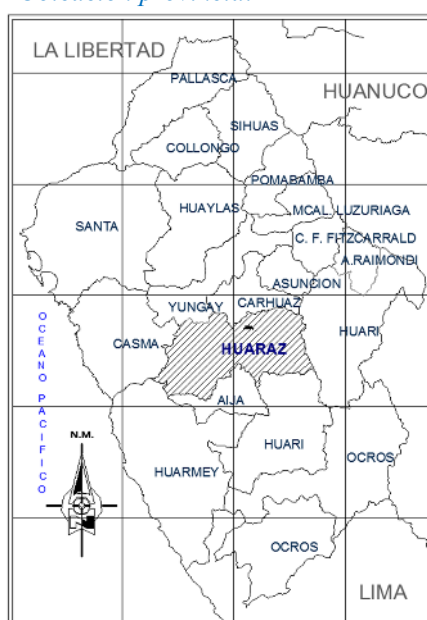 LA LIBERTAD
PALLASCA
HUANUCO
SIHUAS
COLLONGO
POMABAMBA
HUAYLAS
MCAL. LUZURIAGA
SANTA
C. F. FITZCARRALD
A.RAIMONDI
ASUNCION
YUNGAY
CARHUAZ
OCEANO PACIFICO
HUARI
CASMA
HUARAZ
AIJA
N.M.
HUARI
HUARMEY
OCROS
OCROS
LIMA